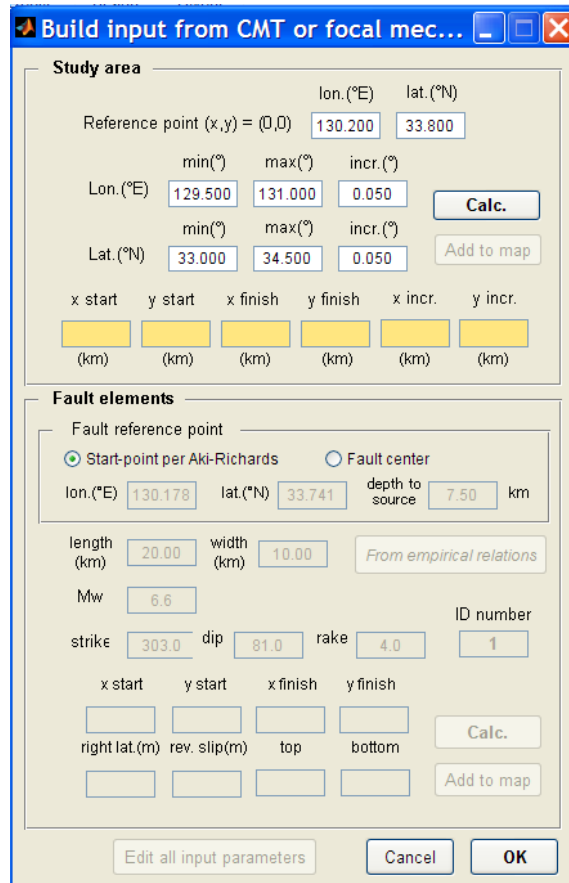 Build input from CMT or focal mec...
Study area
lon.(°E) lat.(°N)
Reference point (x,y) = (0,0) 130.200 33.800
min(°) max(°) incr.(°)
Lon.(°E) 129.500 131.000 0.050
Calc.
min(°) max(°) incr.(°)
Lat.(°N) 33.000 34.500 0.050
Add to map
x start y start x finish y finish x incr. y incr.
(km) (km) (km) (km) (km) (km)
Fault elements
Fault reference point
Start-point per Aki-Richards Fault center
lon.(°E) 130.178 lat.(°N) 33.741 depth to source 7.50 km
length (km) 20.00 width (km) 10.00 From empirical relations
Mw 6.6
ID number
strike 303.0 dip 81.0 rake 4.0 1
x start y start x finish y finish
Calc.
right lat.(m) rev. slip(m) top bottom
Add to map
Edit all input parameters Cancel OK